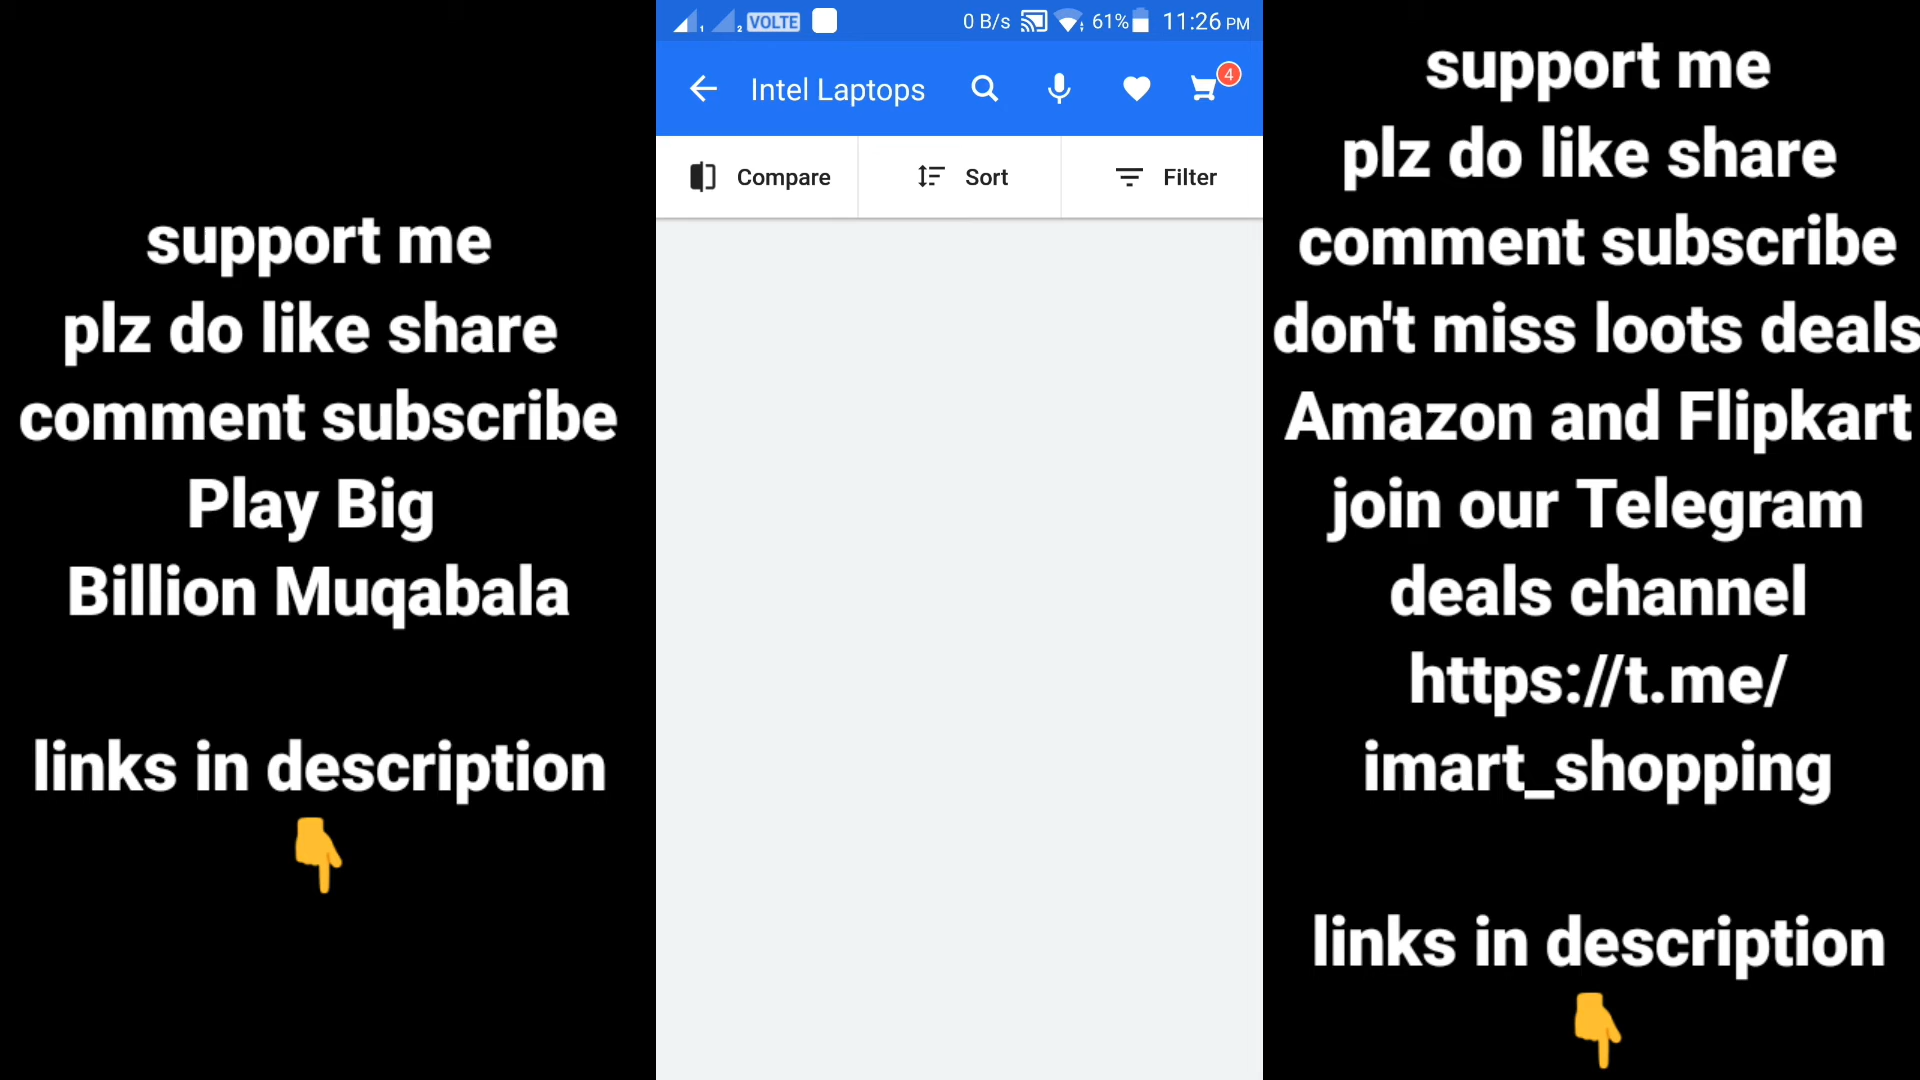 support me
plz do like share
comment subscribe
Play Big
Billion Muqabala
links in description
1 2 VOLTE 0 B/s 61% 11:26 PM
Intel Laptops 4
Compare Sort Filter
support me
plz do like share
comment subscribe
don't miss loots deals
Amazon and Flipkart
join our Telegram
deals channel
https://t.me/
imart_shopping
links in description